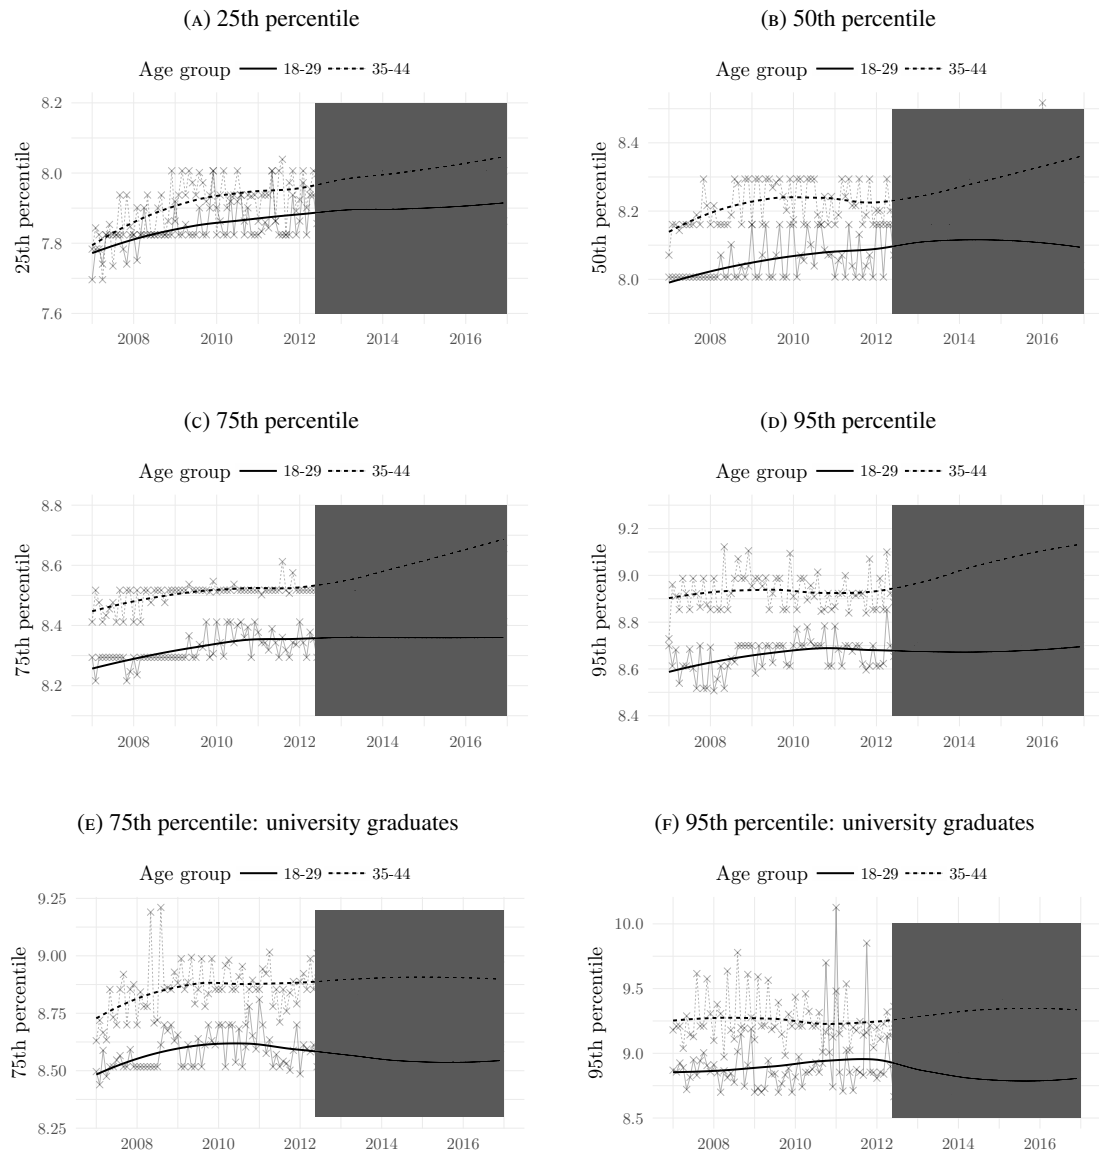 (A) 25th percentile
Age group 18-29 35-44
25th percentile
8.2
8.0
7.8
7.6
2008 2010 2012 2014 2016
(B) 50th percentile
Age group 18-29 35-44
50th percentile
8.4
8.2
8.0
2008 2010 2012 2014 2016
(C) 75th percentile
Age group 18-29 35-44
75th percentile
8.8
8.6
8.4
8.2
2008 2010 2012 2014 2016
(D) 95th percentile
Age group 18-29 35-44
95th percentile
9.2
9.0
8.8
8.6
8.4
2008 2010 2012 2014 2016
(E) 75th percentile: university graduates
Age group 18-29 35-44
75th percentile
9.25
9.00
8.75
8.50
8.25
2008 2010 2012 2014 2016
(F) 95th percentile: university graduates
Age group 18-29 35-44
95th percentile
10.0
9.5
9.0
8.5
2008 2010 2012 2014 2016